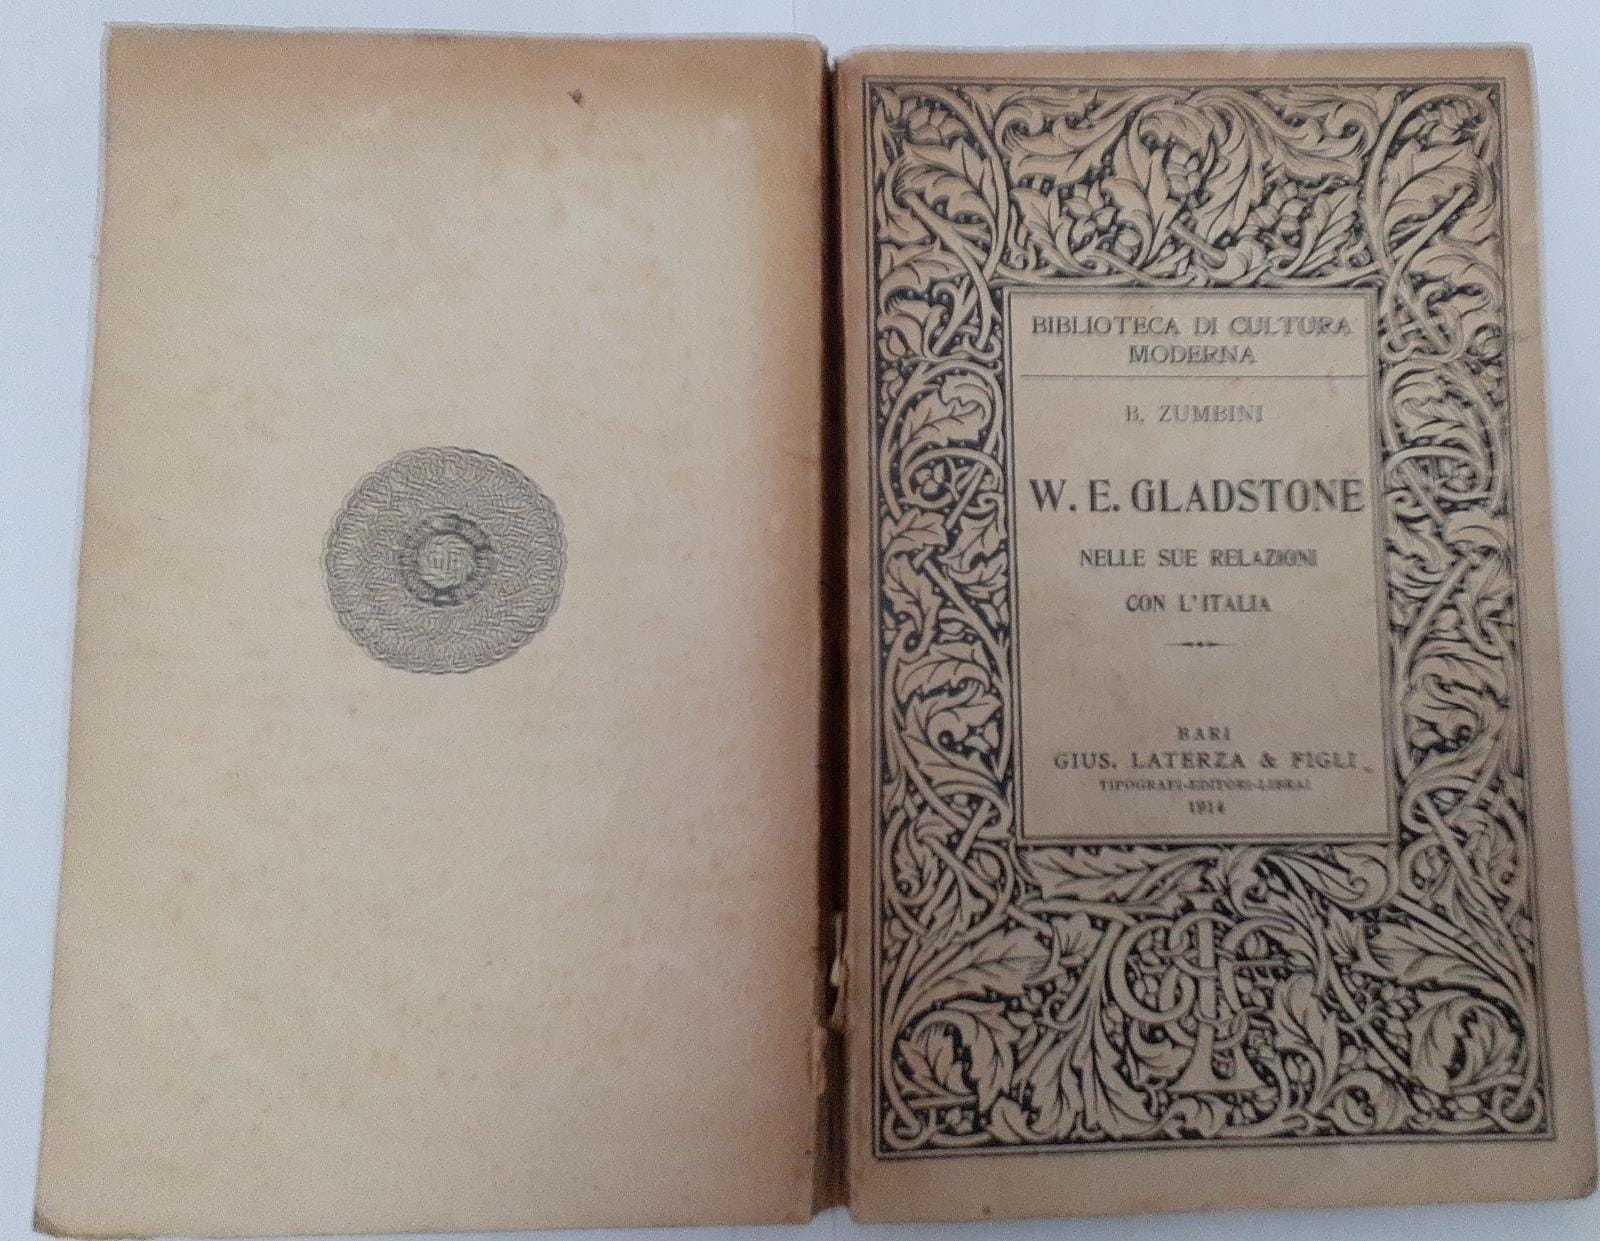 BIBLIOTECA DI CULTURA
MODERNA
B. ZUMBINI
W. E. GLADSTONE
NELLE SUE RELAZIONI
CON L'ITALIA
BARI
GIUS. LATERZA & FIGLI
TIPOGRAFI-EDITORI-LIBRAI
1914